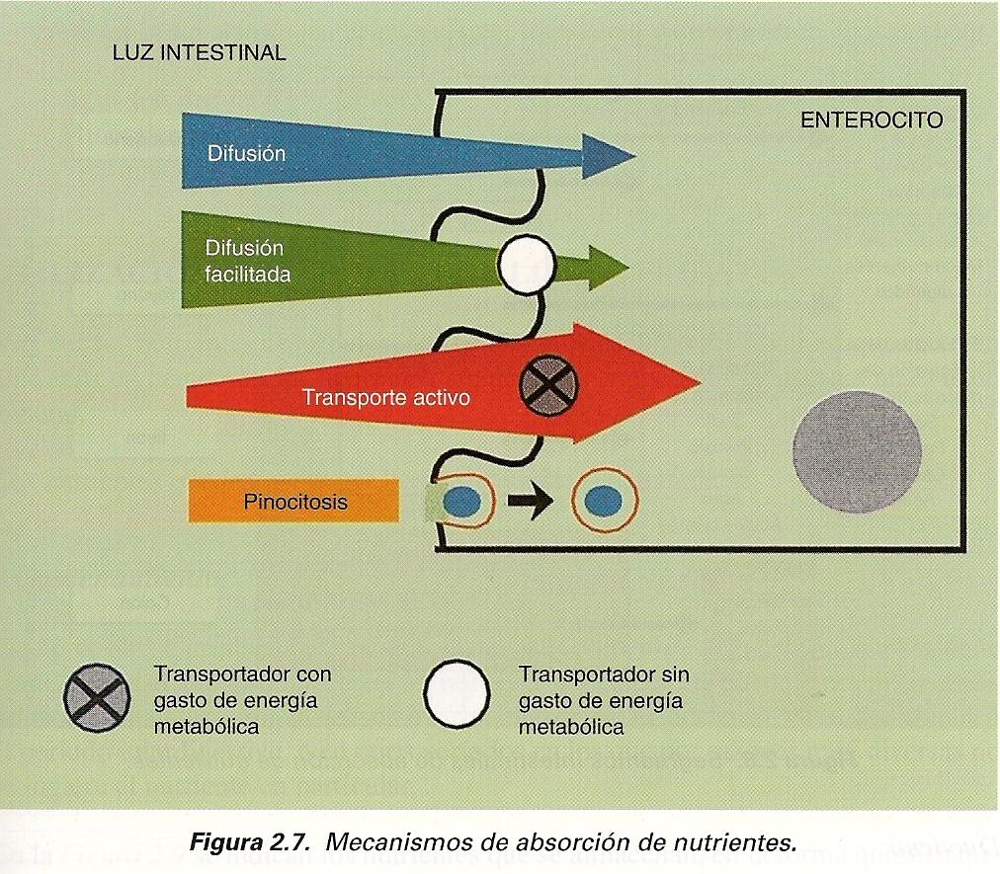 LUZ INTESTINAL
ENTEROCITO
Difusión
Difusión
facilitada
Transporte activo
Pinocitosis
Transportador con
gasto de energía
metabólica
Transportador sin
gasto de energía
metabólica
Figura 2.7. Mecanismos de absorción de nutrientes.